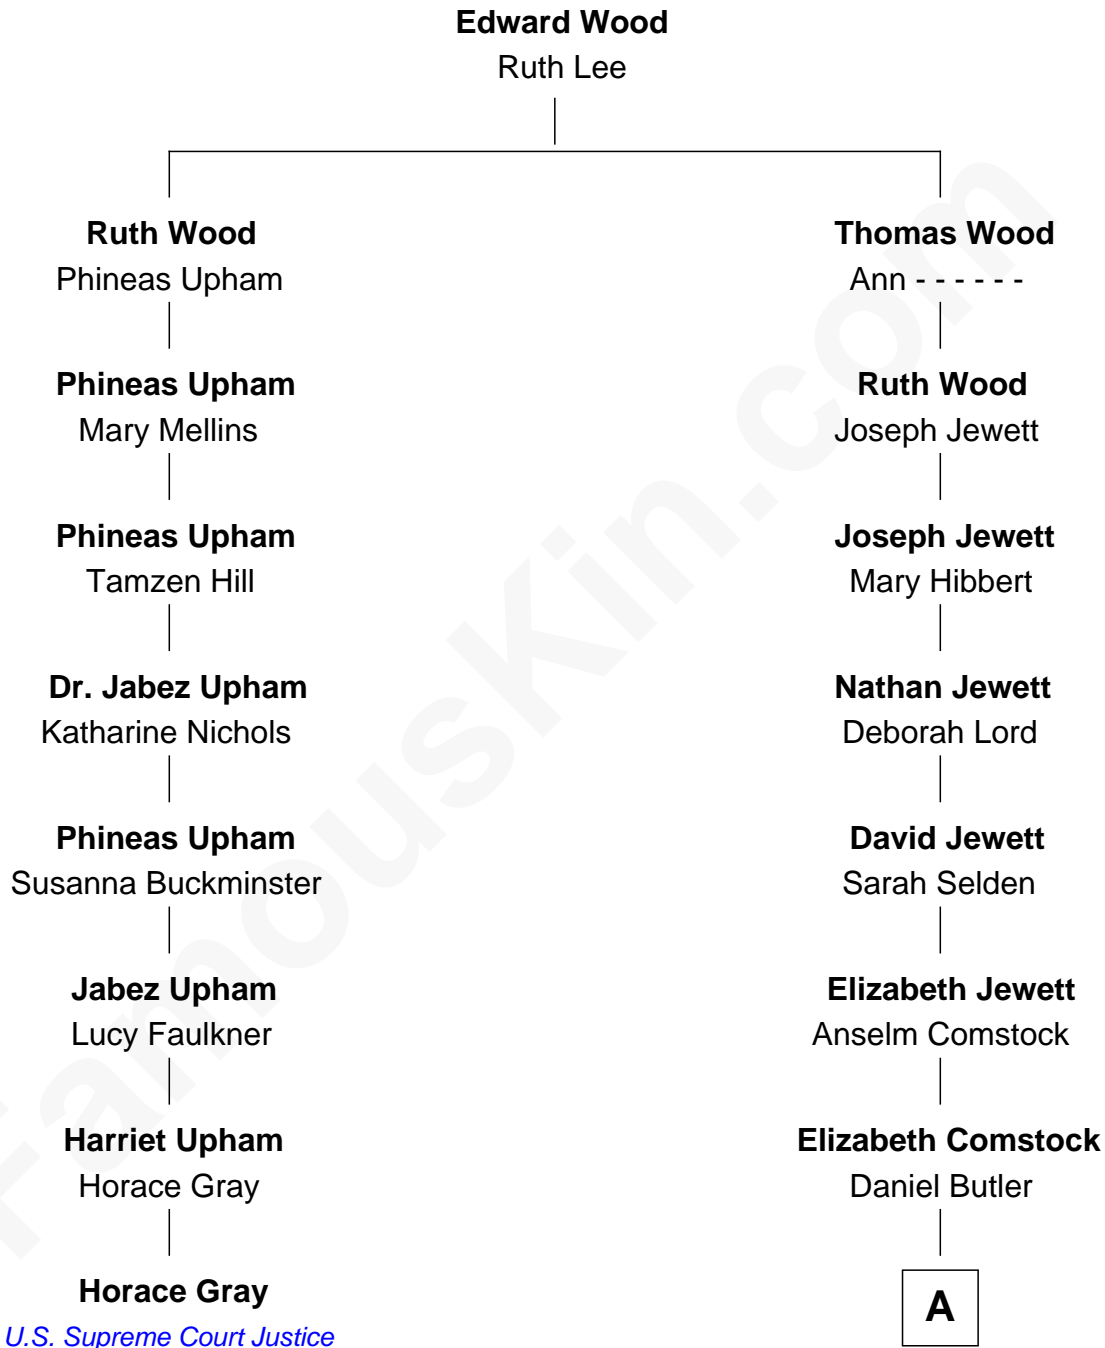 Edward Wood
Ruth Lee
Ruth Wood
Phineas Upham
Thomas Wood
Ann - - - - - -
Phineas Upham
Mary Mellins
Ruth Wood
Joseph Jewett
Phineas Upham
Tamzen Hill
Joseph Jewett
Mary Hibbert
Dr. Jabez Upham
Katharine Nichols
Nathan Jewett
Deborah Lord
Phineas Upham
Susanna Buckminster
David Jewett
Sarah Selden
Jabez Upham
Lucy Faulkner
Elizabeth Jewett
Anselm Comstock
Harriet Upham
Horace Gray
Elizabeth Comstock
Daniel Butler
Horace Gray
U.S. Supreme Court Justice
A
FamousKin.com